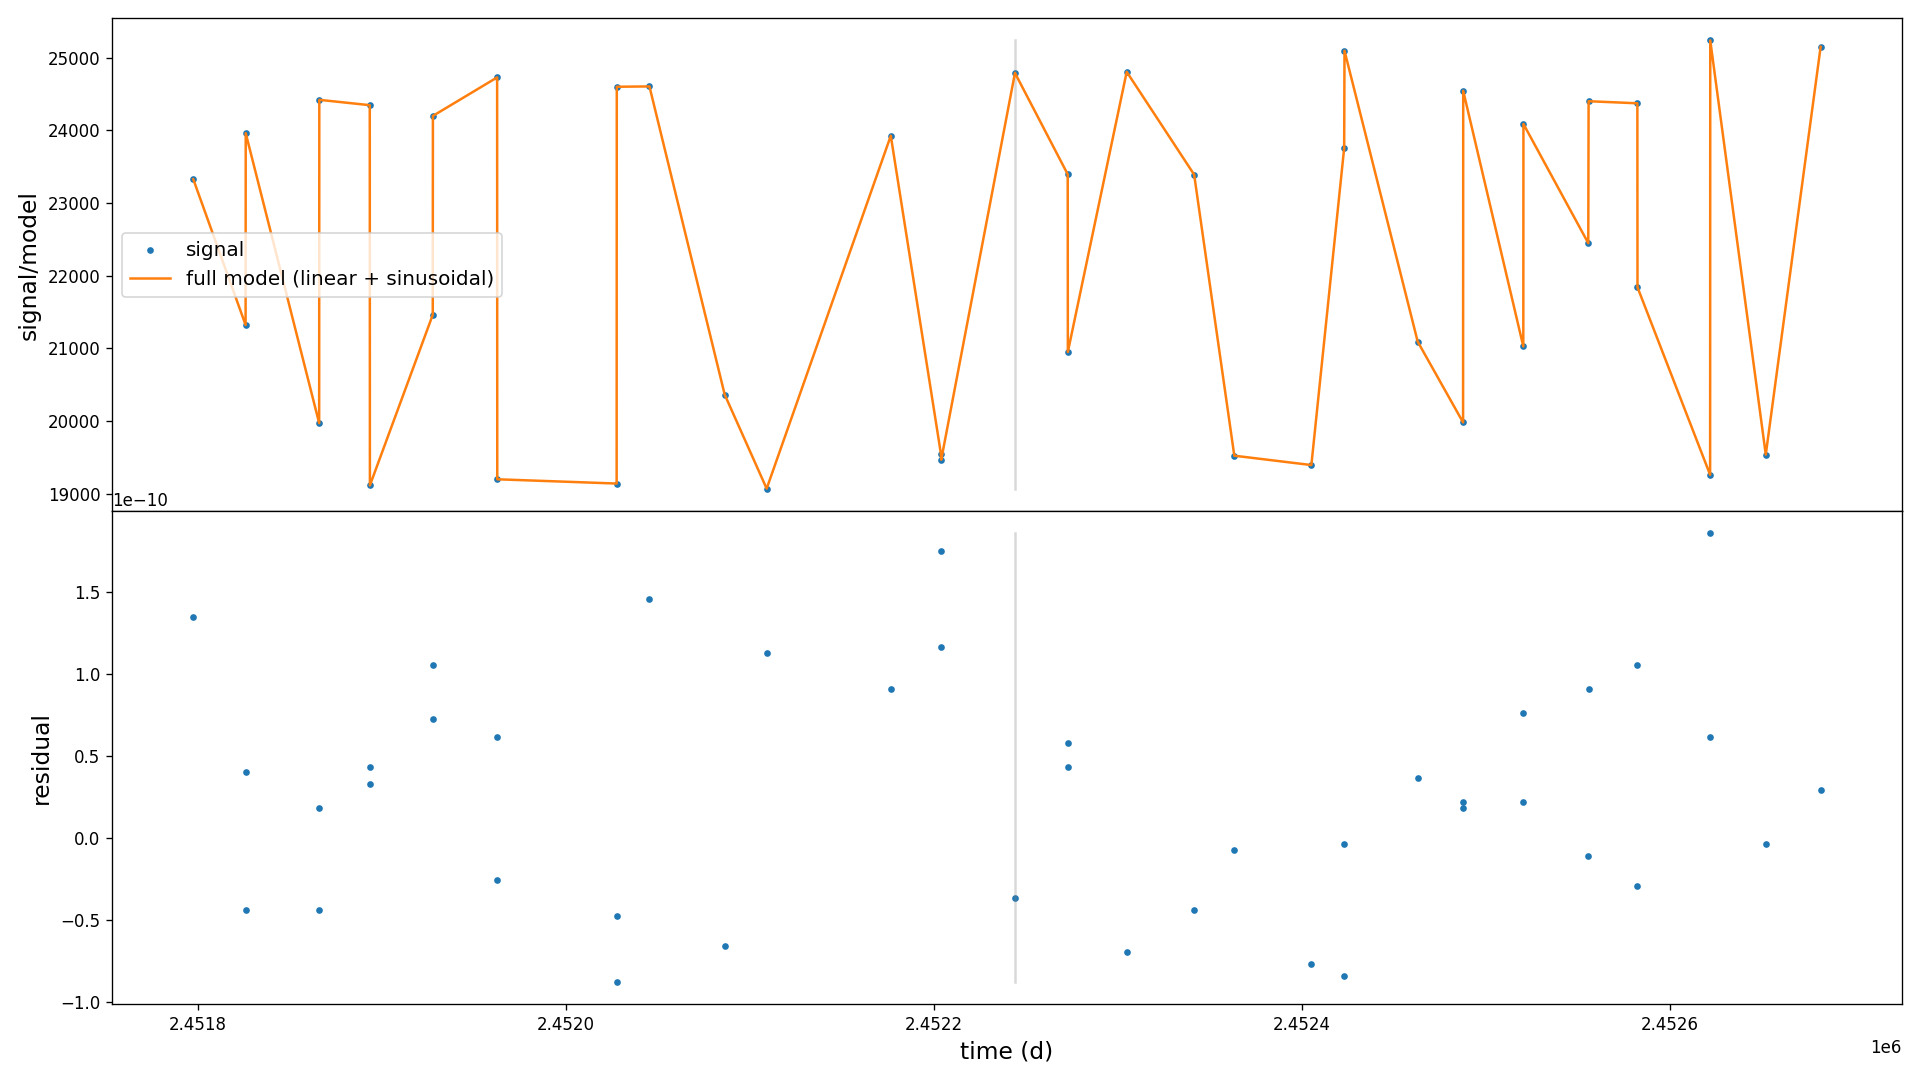 25000
24000
23000
22000
21000
20000
19000
signal/model
signal
full model (linear + sinusoidal)
1e−10
1.5
1.0
0.5
0.0
−0.5
−1.0
residual
2.4518
2.4520
2.4522
2.4524
2.4526
1e6
time (d)